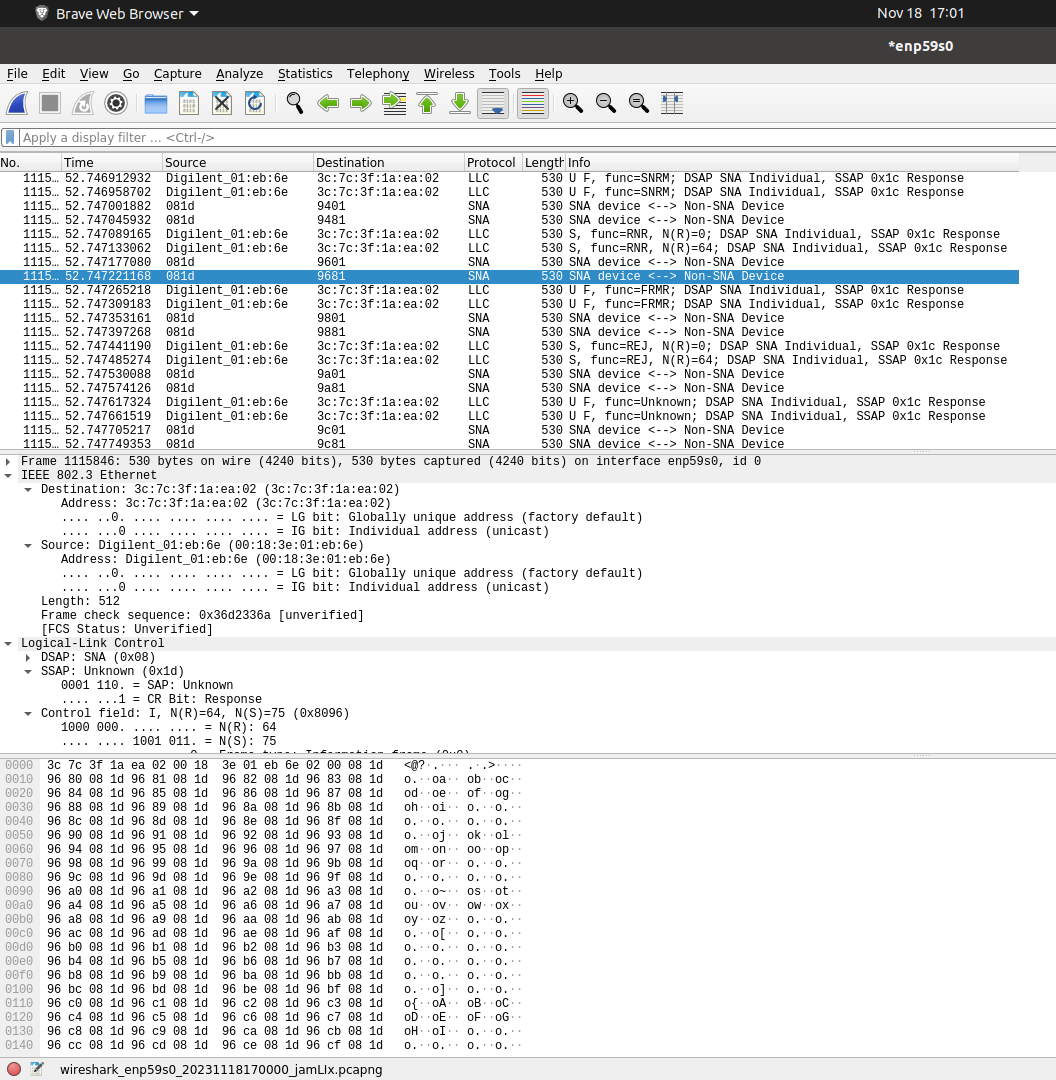 Brave Web Browser Nov 18 17:01
*enp59s0
File Edit View Go Capture Analyze Statistics Telephony Wireless Tools Help
Apply a display filter … <Ctrl-/>
No. Time Source Destination Protocol Length Info
1115… 52.746912932 Digilent_01:eb:6e 3c:7c:3f:1a:ea:02 LLC 530 U F, func=SNRM; DSAP SNA Individual, SSAP 0x1c Response
1115… 52.746958702 Digilent_01:eb:6e 3c:7c:3f:1a:ea:02 LLC 530 U F, func=SNRM; DSAP SNA Individual, SSAP 0x1c Response
1115… 52.747001882 081d 9401 SNA 530 SNA device <--> Non-SNA Device
1115… 52.747045932 081d 9481 SNA 530 SNA device <--> Non-SNA Device
1115… 52.747089165 Digilent_01:eb:6e 3c:7c:3f:1a:ea:02 LLC 530 S, func=RNR, N(R)=0; DSAP SNA Individual, SSAP 0x1c Response
1115… 52.747133062 Digilent_01:eb:6e 3c:7c:3f:1a:ea:02 LLC 530 S, func=RNR, N(R)=64; DSAP SNA Individual, SSAP 0x1c Response
1115… 52.747177080 081d 9601 SNA 530 SNA device <--> Non-SNA Device
1115… 52.747221168 081d 9681 SNA 530 SNA device <--> Non-SNA Device
1115… 52.747265218 Digilent_01:eb:6e 3c:7c:3f:1a:ea:02 LLC 530 U F, func=FRMR; DSAP SNA Individual, SSAP 0x1c Response
1115… 52.747309183 Digilent_01:eb:6e 3c:7c:3f:1a:ea:02 LLC 530 U F, func=FRMR; DSAP SNA Individual, SSAP 0x1c Response
1115… 52.747353161 081d 9801 SNA 530 SNA device <--> Non-SNA Device
1115… 52.747397268 081d 9881 SNA 530 SNA device <--> Non-SNA Device
1115… 52.747441190 Digilent_01:eb:6e 3c:7c:3f:1a:ea:02 LLC 530 S, func=REJ, N(R)=0; DSAP SNA Individual, SSAP 0x1c Response
1115… 52.747485274 Digilent_01:eb:6e 3c:7c:3f:1a:ea:02 LLC 530 S, func=REJ, N(R)=64; DSAP SNA Individual, SSAP 0x1c Response
1115… 52.747530088 081d 9a01 SNA 530 SNA device <--> Non-SNA Device
1115… 52.747574126 081d 9a81 SNA 530 SNA device <--> Non-SNA Device
1115… 52.747617324 Digilent_01:eb:6e 3c:7c:3f:1a:ea:02 LLC 530 U F, func=Unknown; DSAP SNA Individual, SSAP 0x1c Response
1115… 52.747661519 Digilent_01:eb:6e 3c:7c:3f:1a:ea:02 LLC 530 U F, func=Unknown; DSAP SNA Individual, SSAP 0x1c Response
1115… 52.747705217 081d 9c01 SNA 530 SNA device <--> Non-SNA Device
1115… 52.747749353 081d 9c81 SNA 530 SNA device <--> Non-SNA Device
Frame 1115846: 530 bytes on wire (4240 bits), 530 bytes captured (4240 bits) on interface enp59s0, id 0
IEEE 802.3 Ethernet
Destination: 3c:7c:3f:1a:ea:02 (3c:7c:3f:1a:ea:02)
Address: 3c:7c:3f:1a:ea:02 (3c:7c:3f:1a:ea:02)
.... ..0. .... .... .... .... = LG bit: Globally unique address (factory default)
.... ...0 .... .... .... .... = IG bit: Individual address (unicast)
Source: Digilent_01:eb:6e (00:18:3e:01:eb:6e)
Address: Digilent_01:eb:6e (00:18:3e:01:eb:6e)
.... ..0. .... .... .... .... = LG bit: Globally unique address (factory default)
.... ...0 .... .... .... .... = IG bit: Individual address (unicast)
Length: 512
Frame check sequence: 0x36d2336a [unverified]
[FCS Status: Unverified]
Logical-Link Control
DSAP: SNA (0x08)
SSAP: Unknown (0x1d)
0001 110. = SAP: Unknown
.... ...1 = CR Bit: Response
Control field: I, N(R)=64, N(S)=75 (0x8096)
1000 000. .... .... = N(R): 64
.... .... 1001 011. = N(S): 75
0000 3c 7c 3f 1a ea 02 00 18 3e 01 eb 6e 02 00 08 1d <@?·.··· ·.·>····
0010 96 80 08 1d 96 81 08 1d 96 82 08 1d 96 83 08 1d o.··oa·· ob··oc··
0020 96 84 08 1d 96 85 08 1d 96 86 08 1d 96 87 08 1d od··oe·· of··og··
0030 96 88 08 1d 96 89 08 1d 96 8a 08 1d 96 8b 08 1d oh··oi·· o.··o.··
0040 96 8c 08 1d 96 8d 08 1d 96 8e 08 1d 96 8f 08 1d o.··o.·· o.··o.··
0050 96 90 08 1d 96 91 08 1d 96 92 08 1d 96 93 08 1d o.··oj·· ok··ol··
0060 96 94 08 1d 96 95 08 1d 96 96 08 1d 96 97 08 1d om··on·· oo··op··
0070 96 98 08 1d 96 99 08 1d 96 9a 08 1d 96 9b 08 1d oq··or·· o.··o.··
0080 96 9c 08 1d 96 9d 08 1d 96 9e 08 1d 96 9f 08 1d o.··o.·· o.··o.··
0090 96 a0 08 1d 96 a1 08 1d 96 a2 08 1d 96 a3 08 1d o.··o~·· os··ot··
00a0 96 a4 08 1d 96 a5 08 1d 96 a6 08 1d 96 a7 08 1d ou··ov·· ow··ox··
00b0 96 a8 08 1d 96 a9 08 1d 96 aa 08 1d 96 ab 08 1d oy··oz·· o.··o.··
00c0 96 ac 08 1d 96 ad 08 1d 96 ae 08 1d 96 af 08 1d o.··o[·· o.··o.··
00d0 96 b0 08 1d 96 b1 08 1d 96 b2 08 1d 96 b3 08 1d o.··o.·· o.··o.··
00e0 96 b4 08 1d 96 b5 08 1d 96 b6 08 1d 96 b7 08 1d o.··o.·· o.··o.··
00f0 96 b8 08 1d 96 b9 08 1d 96 ba 08 1d 96 bb 08 1d o.··o.·· o.··o.··
0100 96 bc 08 1d 96 bd 08 1d 96 be 08 1d 96 bf 08 1d o.··o]·· o.··o.··
0110 96 c0 08 1d 96 c1 08 1d 96 c2 08 1d 96 c3 08 1d o{··oA·· oB··oC··
0120 96 c4 08 1d 96 c5 08 1d 96 c6 08 1d 96 c7 08 1d oD··oE·· oF··oG··
0130 96 c8 08 1d 96 c9 08 1d 96 ca 08 1d 96 cb 08 1d oH··oI·· o.··o.··
0140 96 cc 08 1d 96 cd 08 1d 96 ce 08 1d 96 cf 08 1d o.··o.·· o.··o.··
wireshark_enp59s0_20231118170000_jamLIx.pcapng